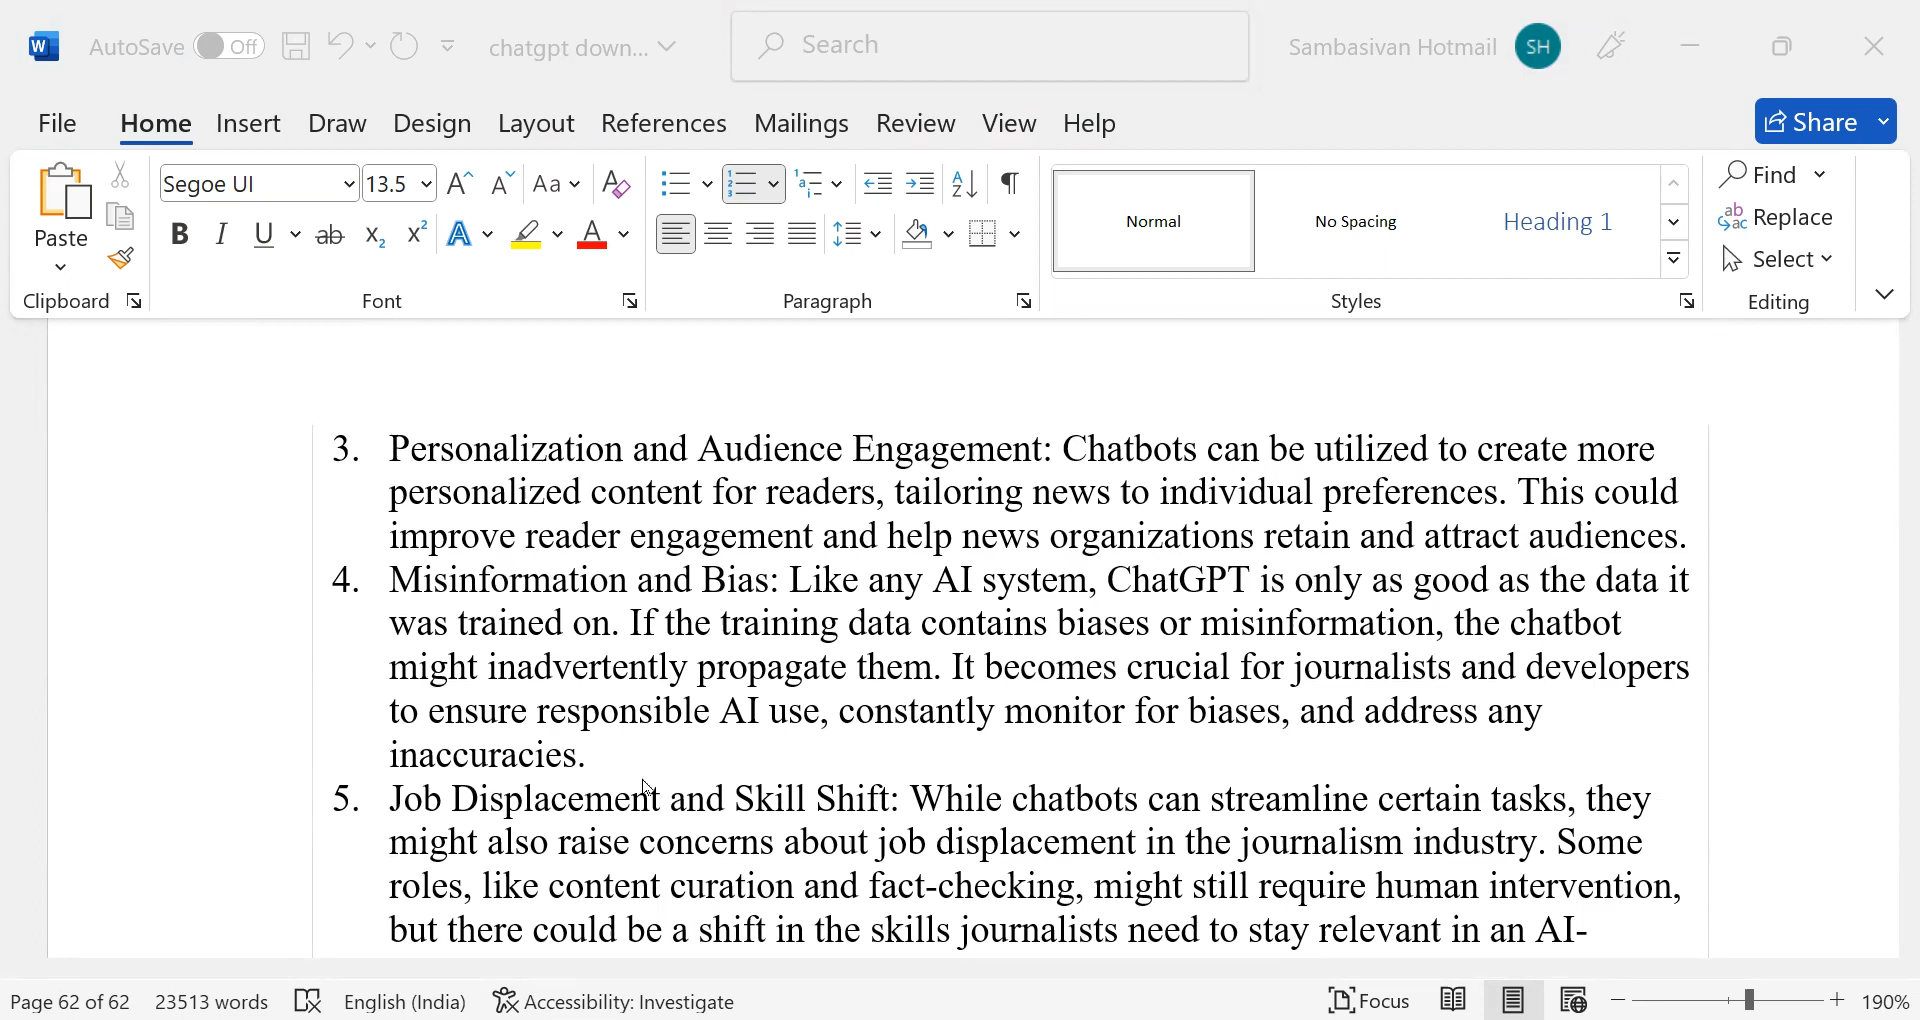 W AutoSave Off chatgpt down... Search Sambasivan Hotmail SH
File Home Insert Draw Design Layout References Mailings Review View Help Share
Paste
Clipboard
Segoe UI 13.5 Aa
B I U ab x₂ x² A A
Font
Paragraph
Normal No Spacing Heading 1
Styles
Find
Replace
Select
Editing
3. Personalization and Audience Engagement: Chatbots can be utilized to create more
personalized content for readers, tailoring news to individual preferences. This could
improve reader engagement and help news organizations retain and attract audiences.
4. Misinformation and Bias: Like any AI system, ChatGPT is only as good as the data it
was trained on. If the training data contains biases or misinformation, the chatbot
might inadvertently propagate them. It becomes crucial for journalists and developers
to ensure responsible AI use, constantly monitor for biases, and address any
inaccuracies.
5. Job Displacement and Skill Shift: While chatbots can streamline certain tasks, they
might also raise concerns about job displacement in the journalism industry. Some
roles, like content curation and fact-checking, might still require human intervention,
but there could be a shift in the skills journalists need to stay relevant in an AI-
Page 62 of 62 23513 words English (India) Accessibility: Investigate Focus 190%